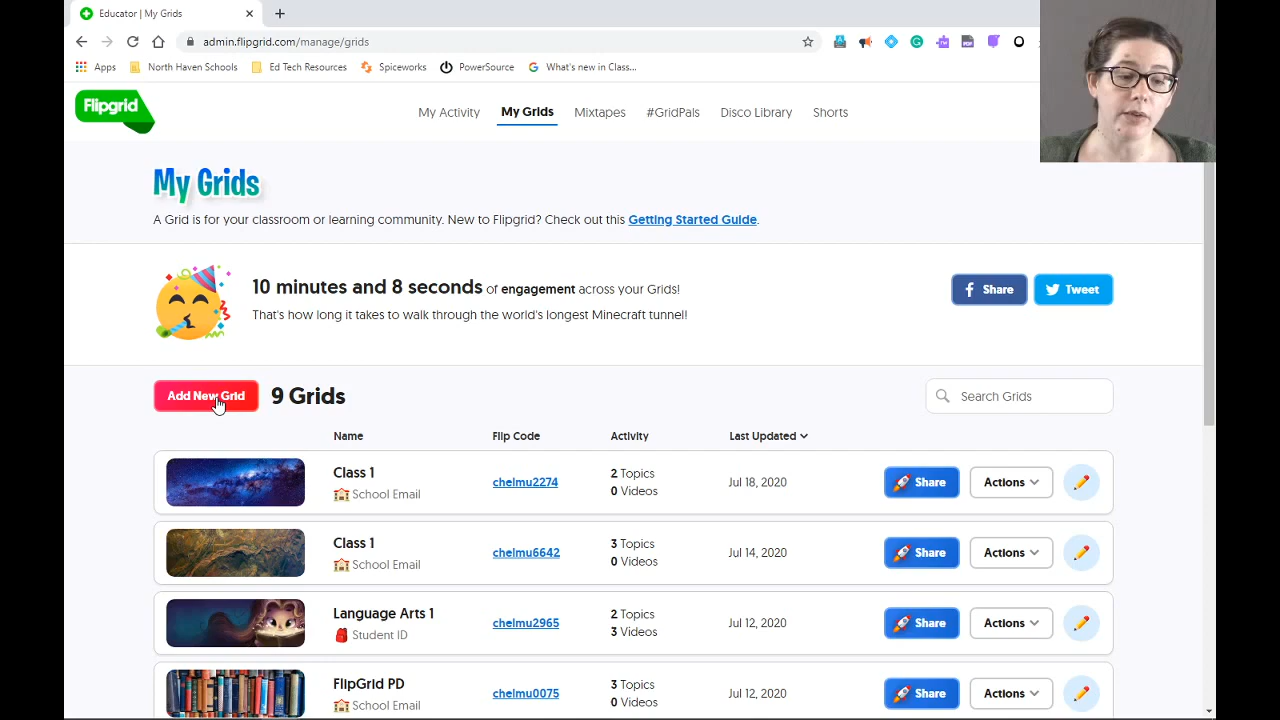 Educator | My Grids
admin.flipgrid.com/manage/grids
Apps North Haven Schools Ed Tech Resources Spiceworks PowerSource What's new in Class...
Flipgrid
My Activity My Grids Mixtapes #GridPals Disco Library Shorts
My Grids
A Grid is for your classroom or learning community. New to Flipgrid? Check out this Getting Started Guide.
10 minutes and 8 seconds of engagement across your Grids!
That's how long it takes to walk through the world's longest Minecraft tunnel!
Share Tweet
Add New Grid 9 Grids Search Grids
Name Flip Code Activity Last Updated
Class 1 chelmu2274 2 Topics Jul 18, 2020 Share Actions
School Email 0 Videos
Class 1 chelmu6642 3 Topics Jul 14, 2020 Share Actions
School Email 0 Videos
Language Arts 1 chelmu2965 2 Topics Jul 12, 2020 Share Actions
Student ID 3 Videos
FlipGrid PD chelmu0075 3 Topics Jul 12, 2020 Share Actions
School Email 0 Videos